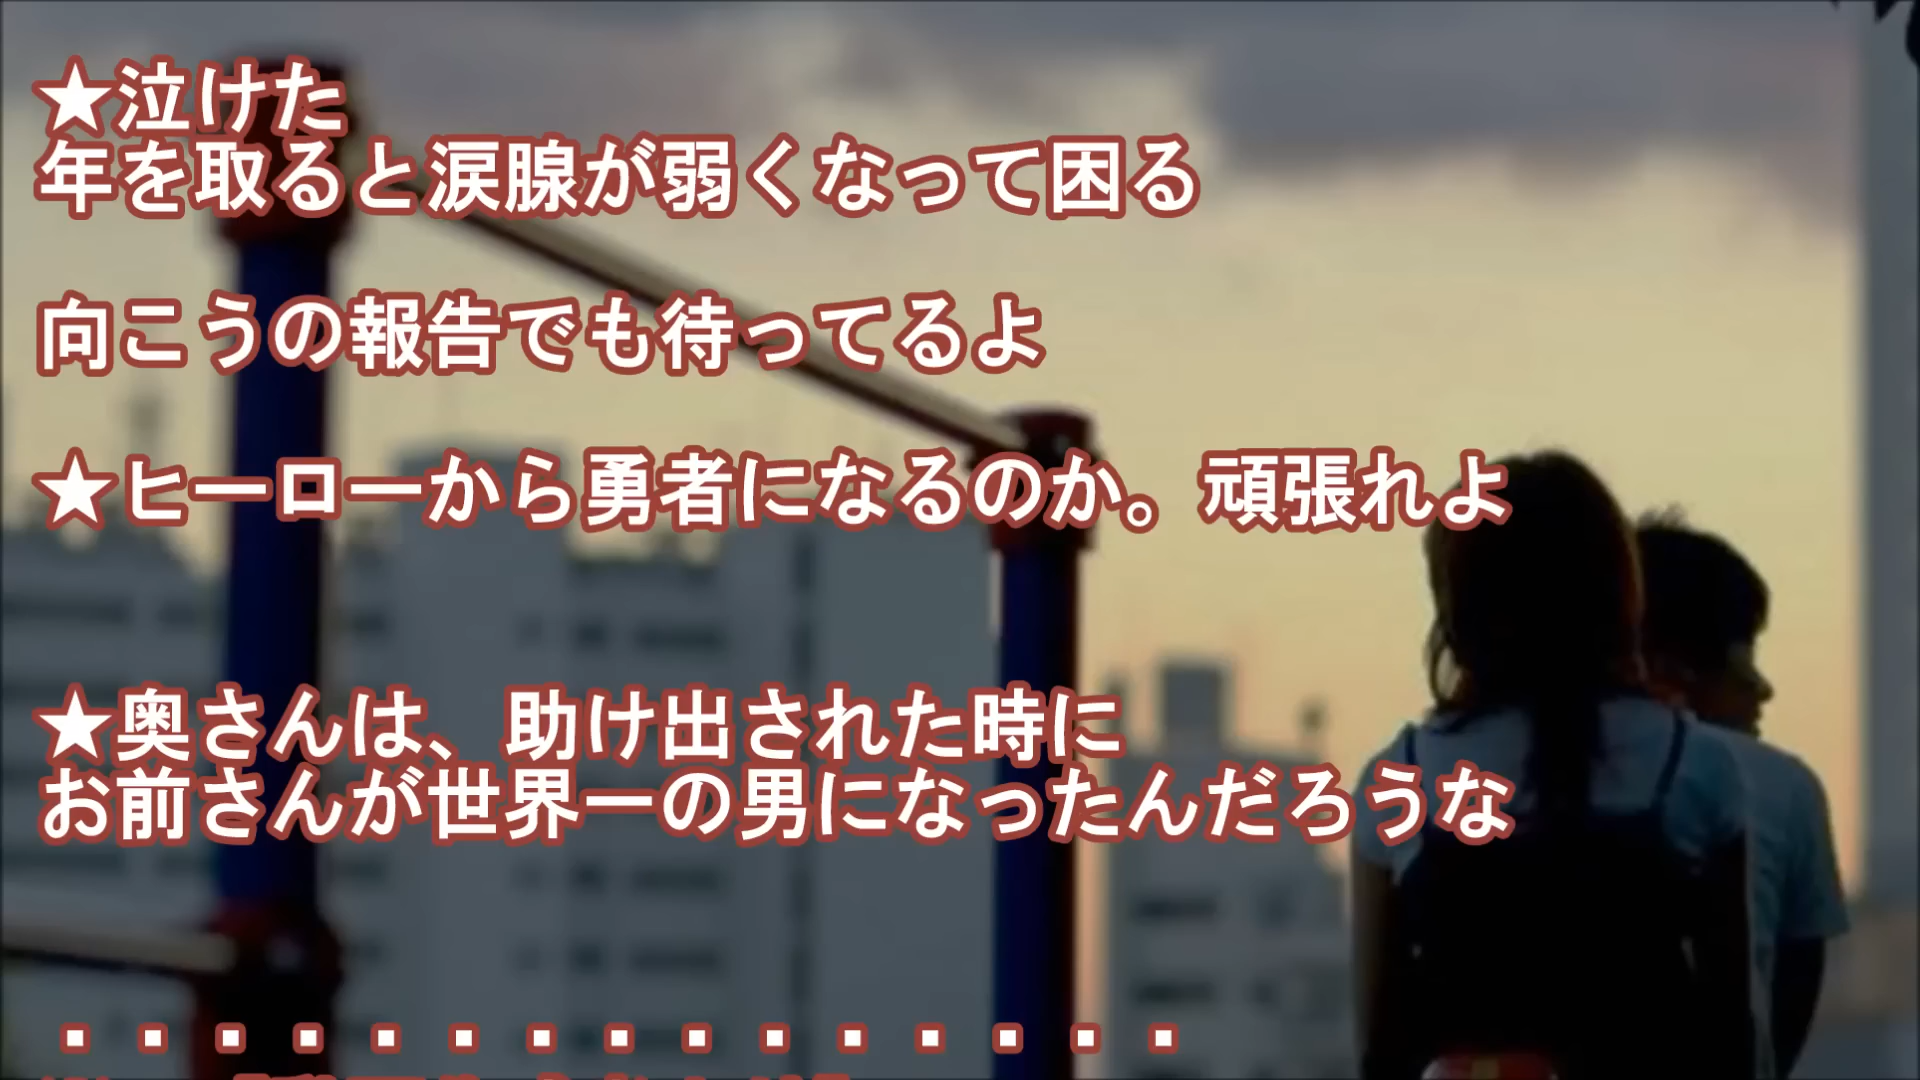 ★泣けた
年を取ると涙腺が弱くなって困る
向こうの報告でも待ってるよ
★ヒーローから勇者になるのか。頑張れよ
★奥さんは、助け出された時に
お前さんが世界一の男になったんだろうな
・・・・・・・・・・・・・・・